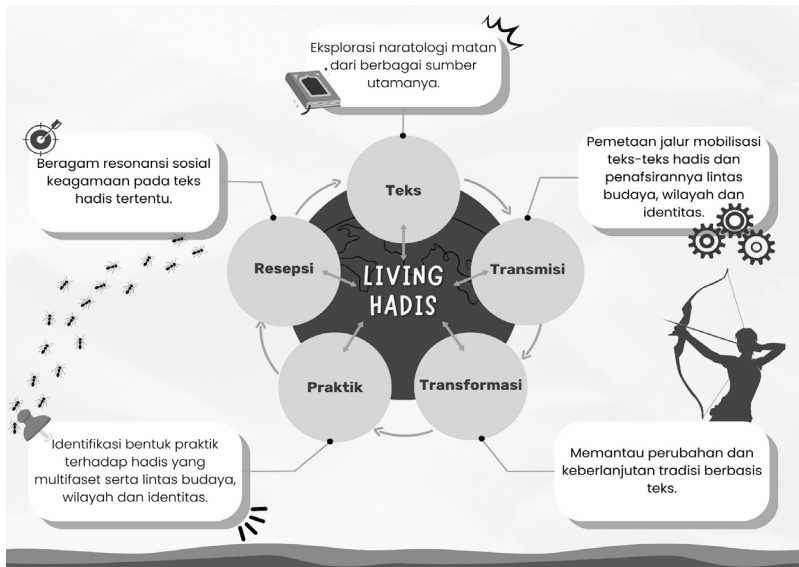 Eksplorasi naratologi matan
dari berbagai sumber
utamanya.
Beragam resonansi sosial
keagamaan pada teks
hadis tertentu.
Pemetaan jalur mobilisasi
teks-teks hadis dan
penafsirannya lintas
budaya, wilayah dan
identitas.
Teks
Resepsi
LIVING
HADIS
Transmisi
Praktik
Transformasi
Identifikasi bentuk praktik
terhadap hadis yang
multifaset serta lintas budaya,
wilayah dan identitas.
Memantau perubahan dan
keberlanjutan tradisi berbasis
teks.